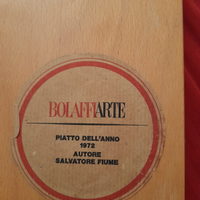 BOLAFFIARTE
PIATTO DELL'ANNO
1972
AUTORE
SALVATORE FIUME